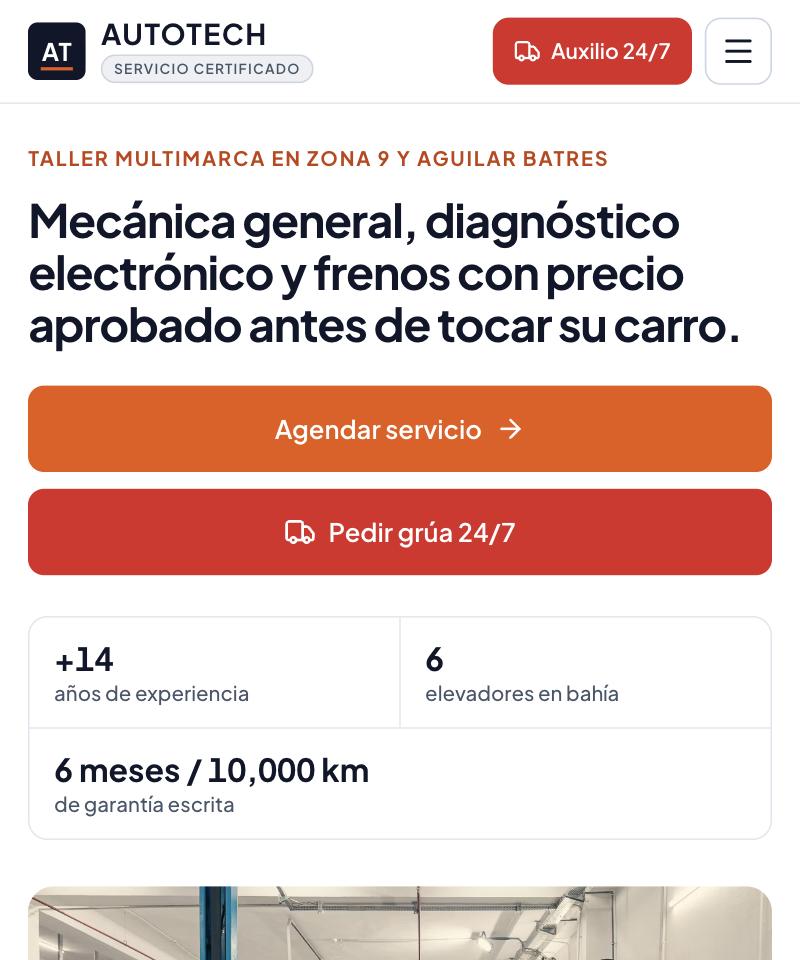 AT
AUTOTECH
SERVICIO CERTIFICADO
Auxilio 24/7
TALLER MULTIMARCA EN ZONA 9 Y AGUILAR BATRES
Mecánica general, diagnóstico
electrónico y frenos con precio
aprobado antes de tocar su carro.
Agendar servicio →
Pedir grúa 24/7
+14
años de experiencia
6
elevadores en bahía
6 meses / 10,000 km
de garantía escrita